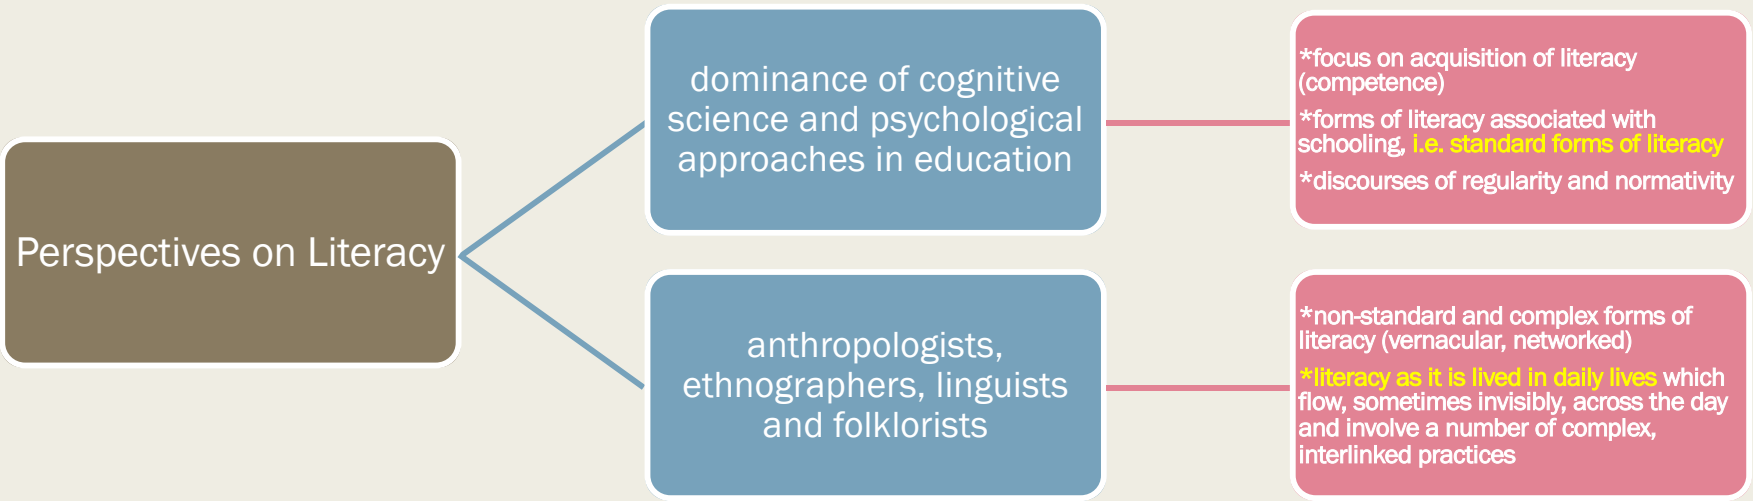 Perspectives on Literacy
dominance of cognitive
science and psychological
approaches in education
*focus on acquisition of literacy
(competence)
*forms of literacy associated with
schooling, i.e. standard forms of literacy
*discourses of regularity and normativity
anthropologists,
ethnographers, linguists
and folklorists
*non-standard and complex forms of
literacy (vernacular, networked)
*literacy as it is lived in daily lives which
flow, sometimes invisibly, across the day
and involve a number of complex,
interlinked practices